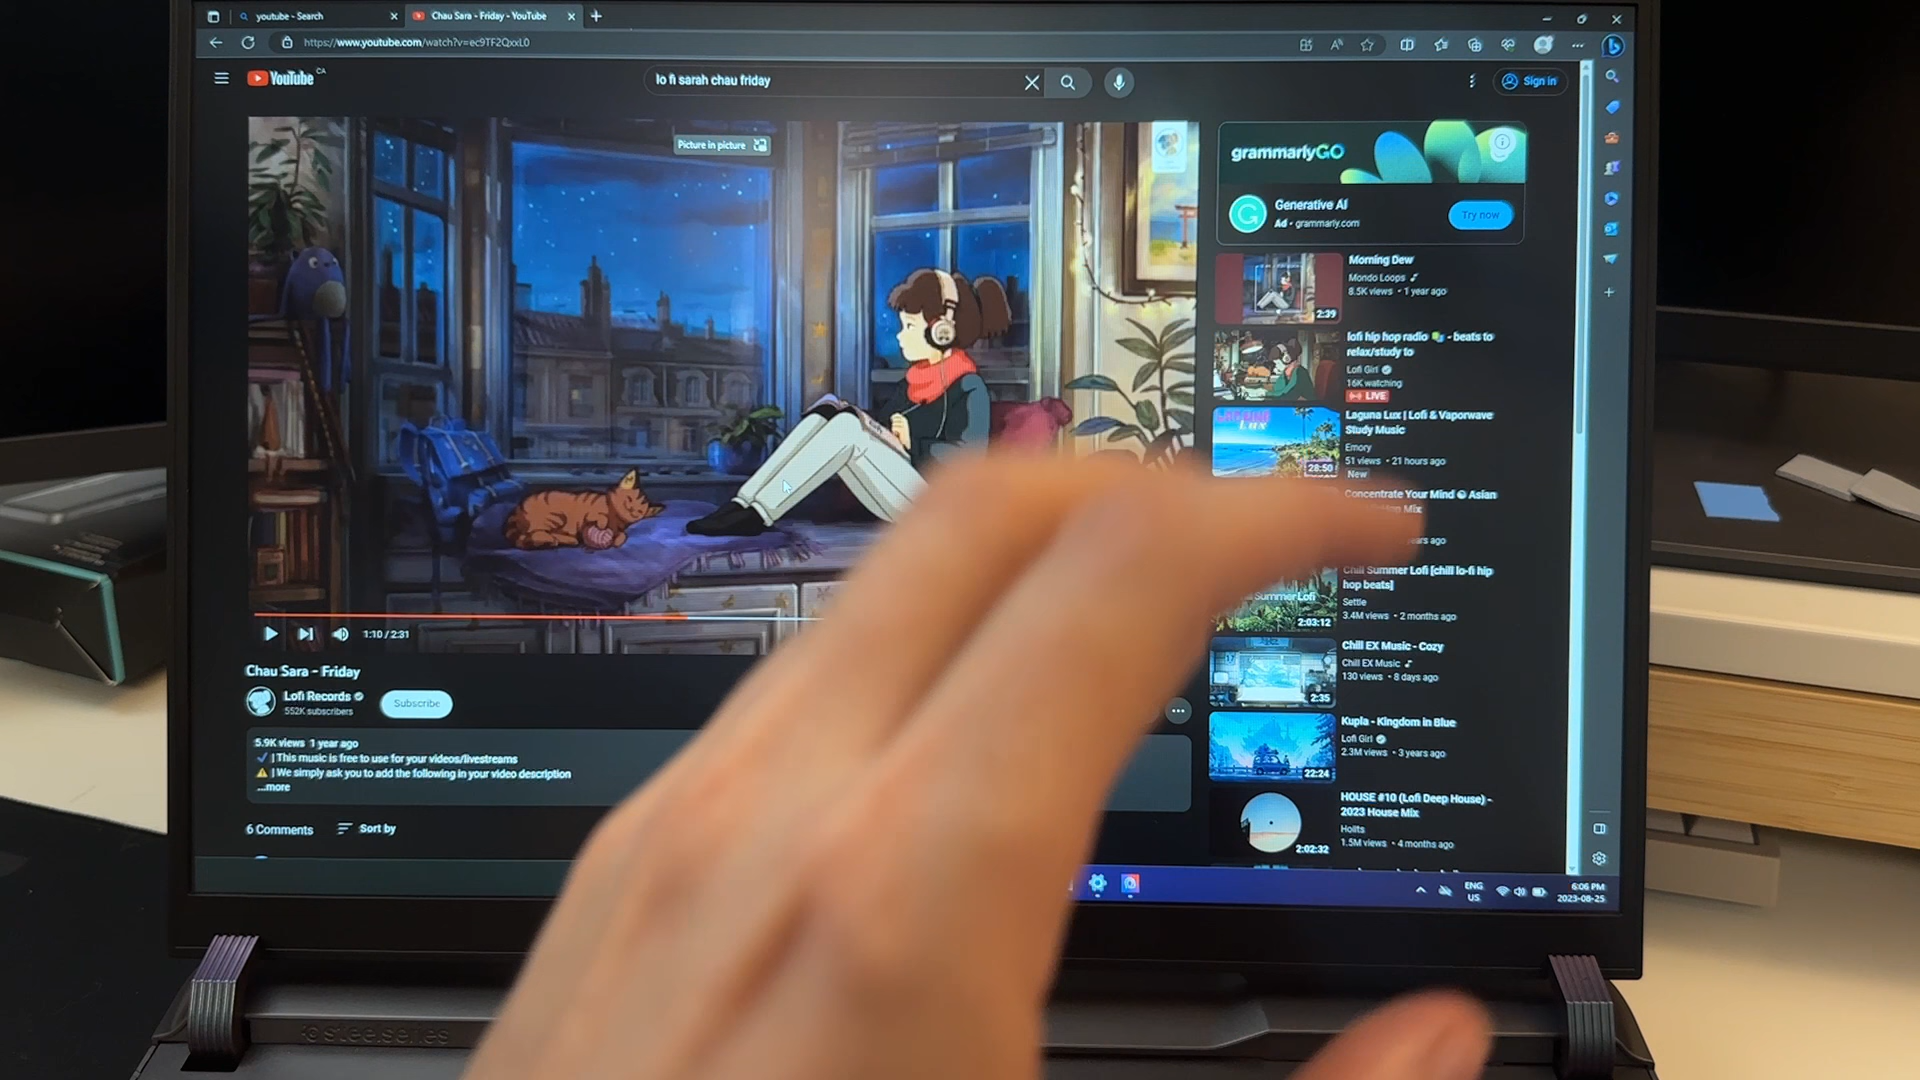 youtube - Search
Chau Sara - Friday - YouTube
https://www.youtube.com/watch?v=ec9TF2QxxL0
YouTube CA
lo fi sarah chau friday
Sign in
Picture in picture
1:10 / 2:31
Chau Sara - Friday
Lofi Records
552K subscribers
Subscribe
5.9K views 1 year ago
✔️ | This music is free to use for your videos/livestreams
⚠️ | We simply ask you to add the following in your video description
...more
6 Comments
Sort by
grammarlyGO
Generative AI
Ad • grammarly.com
Try now
Morning Dew
Mondo Loops
8.5K views • 1 year ago
2:39
lofi hip hop radio 📚 - beats to
relax/study to
Lofi Girl
16K watching
LIVE
Laguna Lux | Lofi & Vaporwave
Study Music
Emory
51 views • 21 hours ago
New
Lux
28:50
Concentrate Your Mind ☯ Asian
Mix
ago
Chill Summer Lofi [chill lo-fi hip
hop beats]
Settle
3.4M views • 2 months ago
Summer Lofi
2:03:12
Chill EX Music - Cozy
Chill EX Music
130 views • 8 days ago
2:35
Kupla - Kingdom in Blue
Lofi Girl
2.3M views • 3 years ago
22:24
HOUSE #10 (Lofi Deep House) -
2023 House Mix
Hollts
1.5M views • 4 months ago
2:02:32
ENG
US
6:06 PM
2023-08-25
steelseries